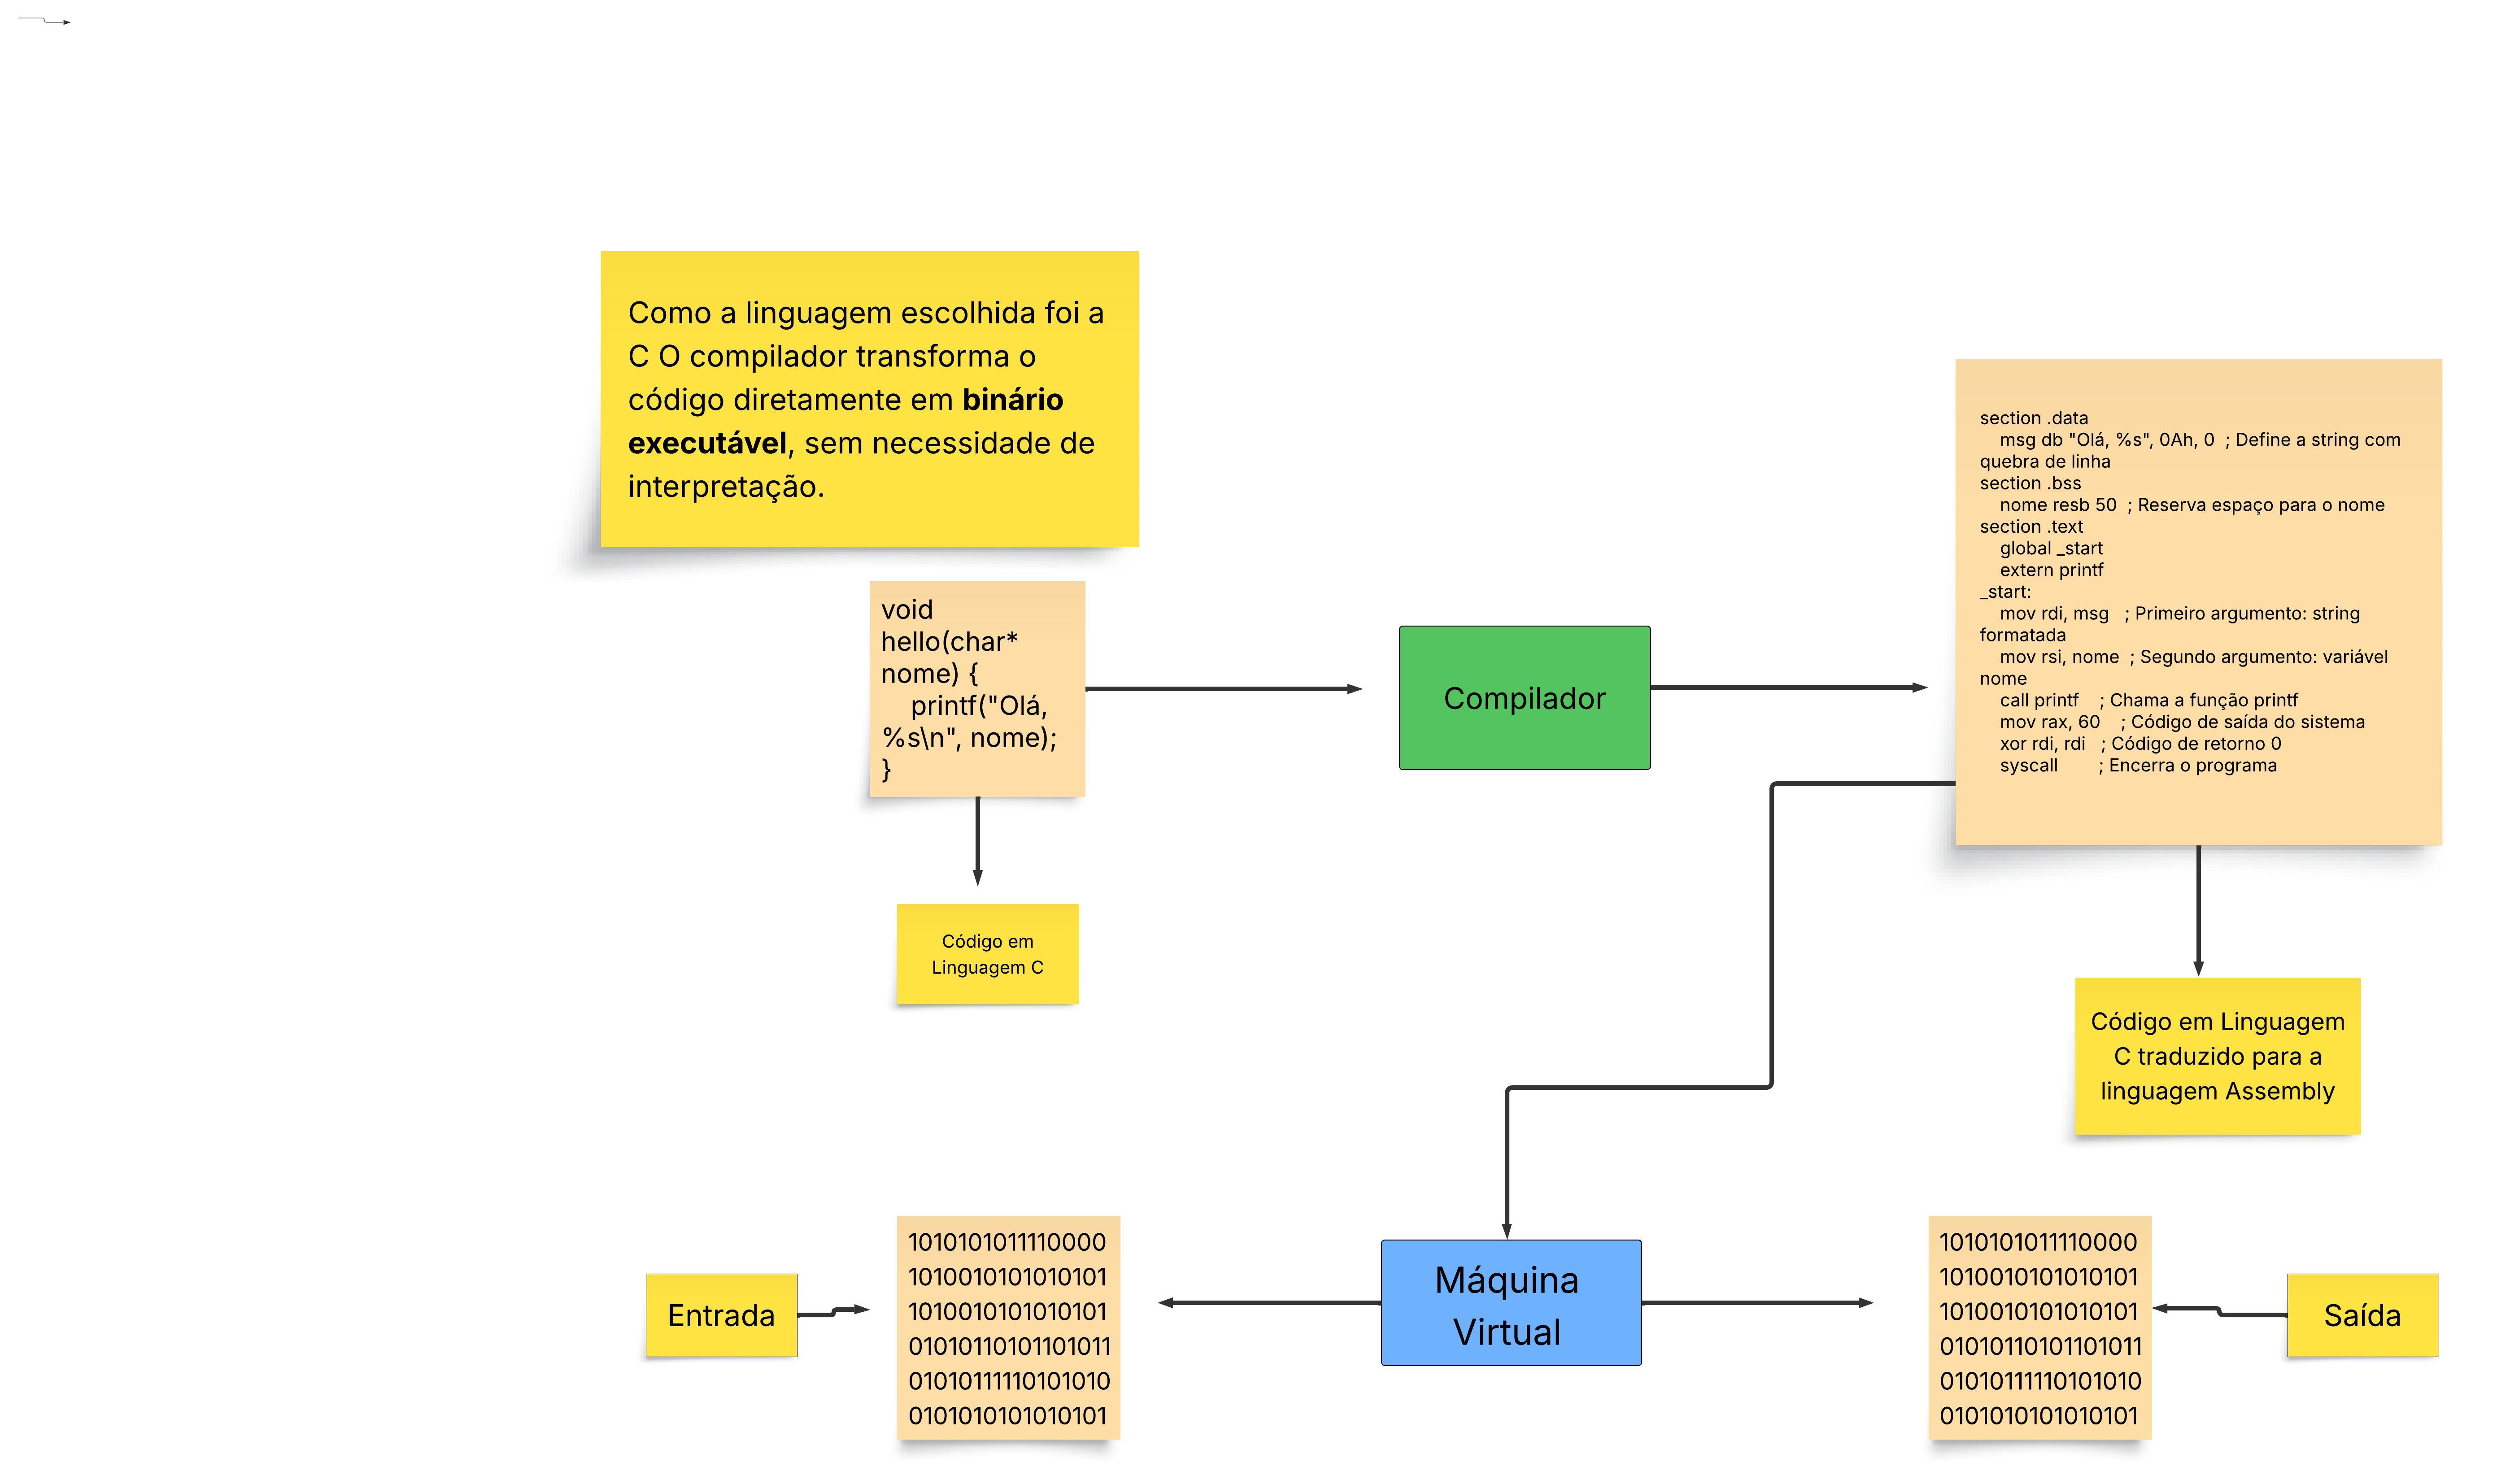 Como a linguagem escolhida foi a
C O compilador transforma o
código diretamente em binário
executável, sem necessidade de
interpretação.
void
hello(char*
nome) {
    printf("Olá,
%s\n", nome);
}
Compilador
section .data
    msg db "Olá, %s", 0Ah, 0  ; Define a string com
quebra de linha
section .bss
    nome resb 50  ; Reserva espaço para o nome
section .text
    global _start
    extern printf
_start:
    mov rdi, msg   ; Primeiro argumento: string
formatada
    mov rsi, nome  ; Segundo argumento: variável
nome
    call printf    ; Chama a função printf
    mov rax, 60    ; Código de saída do sistema
    xor rdi, rdi   ; Código de retorno 0
    syscall        ; Encerra o programa
Código em
Linguagem C
Código em Linguagem
C traduzido para a
linguagem Assembly
Entrada
1010101011110000
1010010101010101
1010010101010101
01010110101101011
01010111110101010
0101010101010101
Máquina
Virtual
1010101011110000
1010010101010101
1010010101010101
01010110101101011
01010111110101010
0101010101010101
Saída